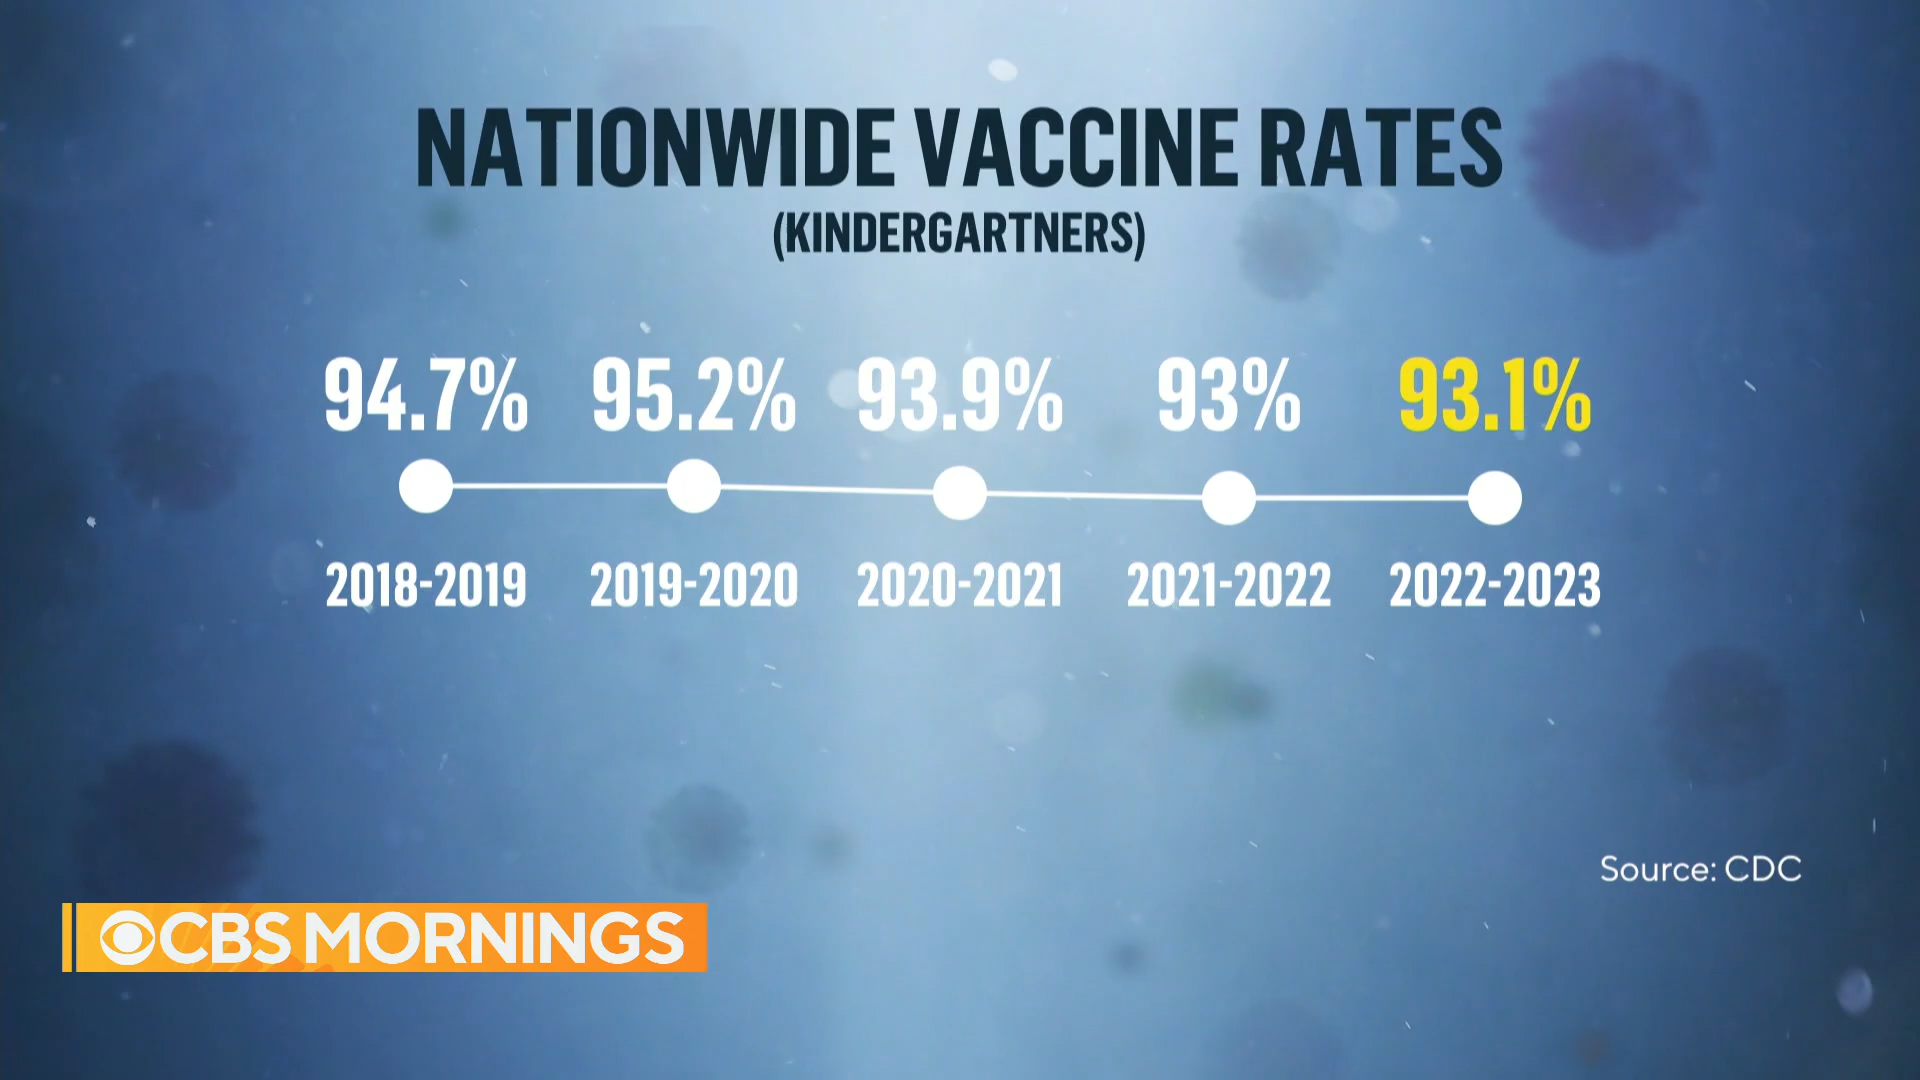 NATIONWIDE VACCINE RATES
(KINDERGARTNERS)
94.7% 95.2% 93.9% 93% 93.1%
2018-2019 2019-2020 2020-2021 2021-2022 2022-2023
Source: CDC
CBS MORNINGS